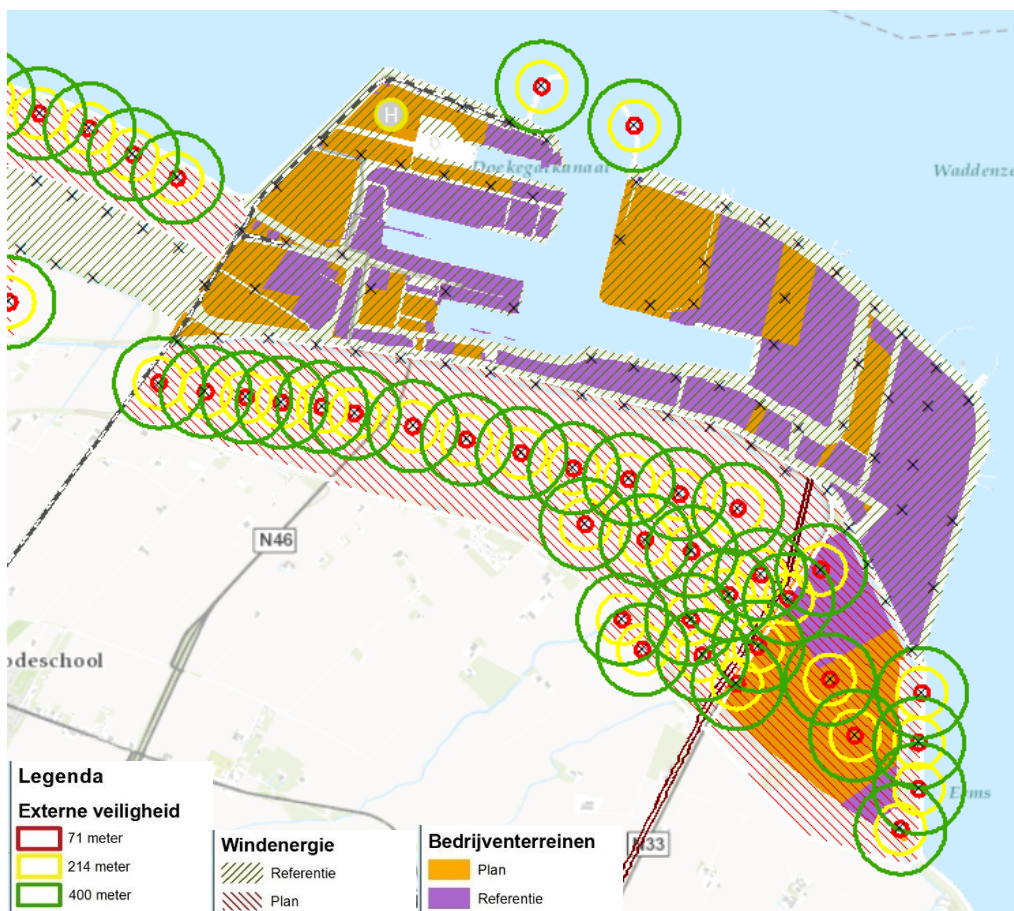 H
Doekegatkanaal
Waddenze
N46
odeschool
Eems
N33
Legenda
Externe veiligheid
71 meter
214 meter
400 meter
Windenergie
Referentie
Plan
Bedrijventerreinen
Plan
Referentie